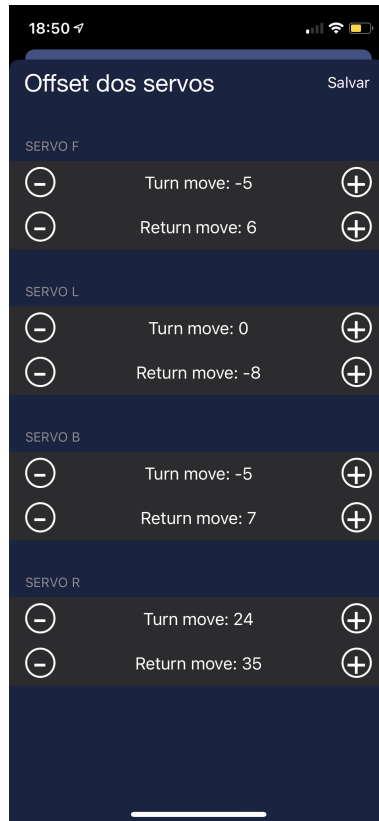 18:50
Offset dos servos
Salvar
SERVO F
Turn move: -5
Return move: 6
SERVO L
Turn move: 0
Return move: -8
SERVO B
Turn move: -5
Return move: 7
SERVO R
Turn move: 24
Return move: 35